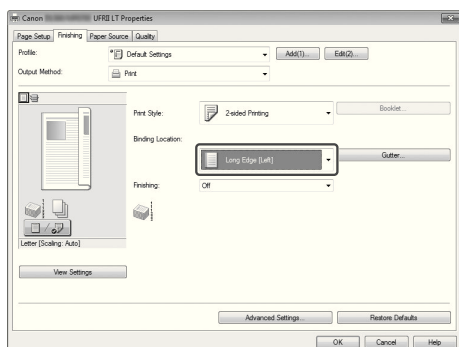 Canon UFRII LT Properties
Page Setup Finishing Paper Source Quality
Profile: Default Settings Add(1)... Edit(2)...
Output Method: Print
Print Style: 2-sided Printing Booklet...
Binding Location:
Long Edge [Left] Gutter...
Finishing: Off
Letter [Scaling: Auto]
View Settings
Advanced Settings... Restore Defaults
OK Cancel Help